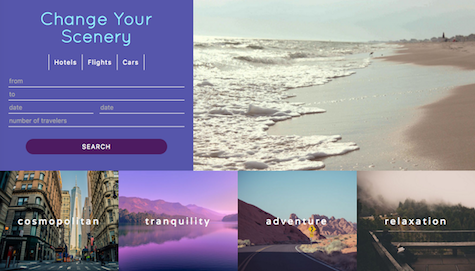 Change Your
Scenery
Hotels Flights Cars
from
to
date date
number of travelers
SEARCH
cosmopolitan tranquility adventure relaxation